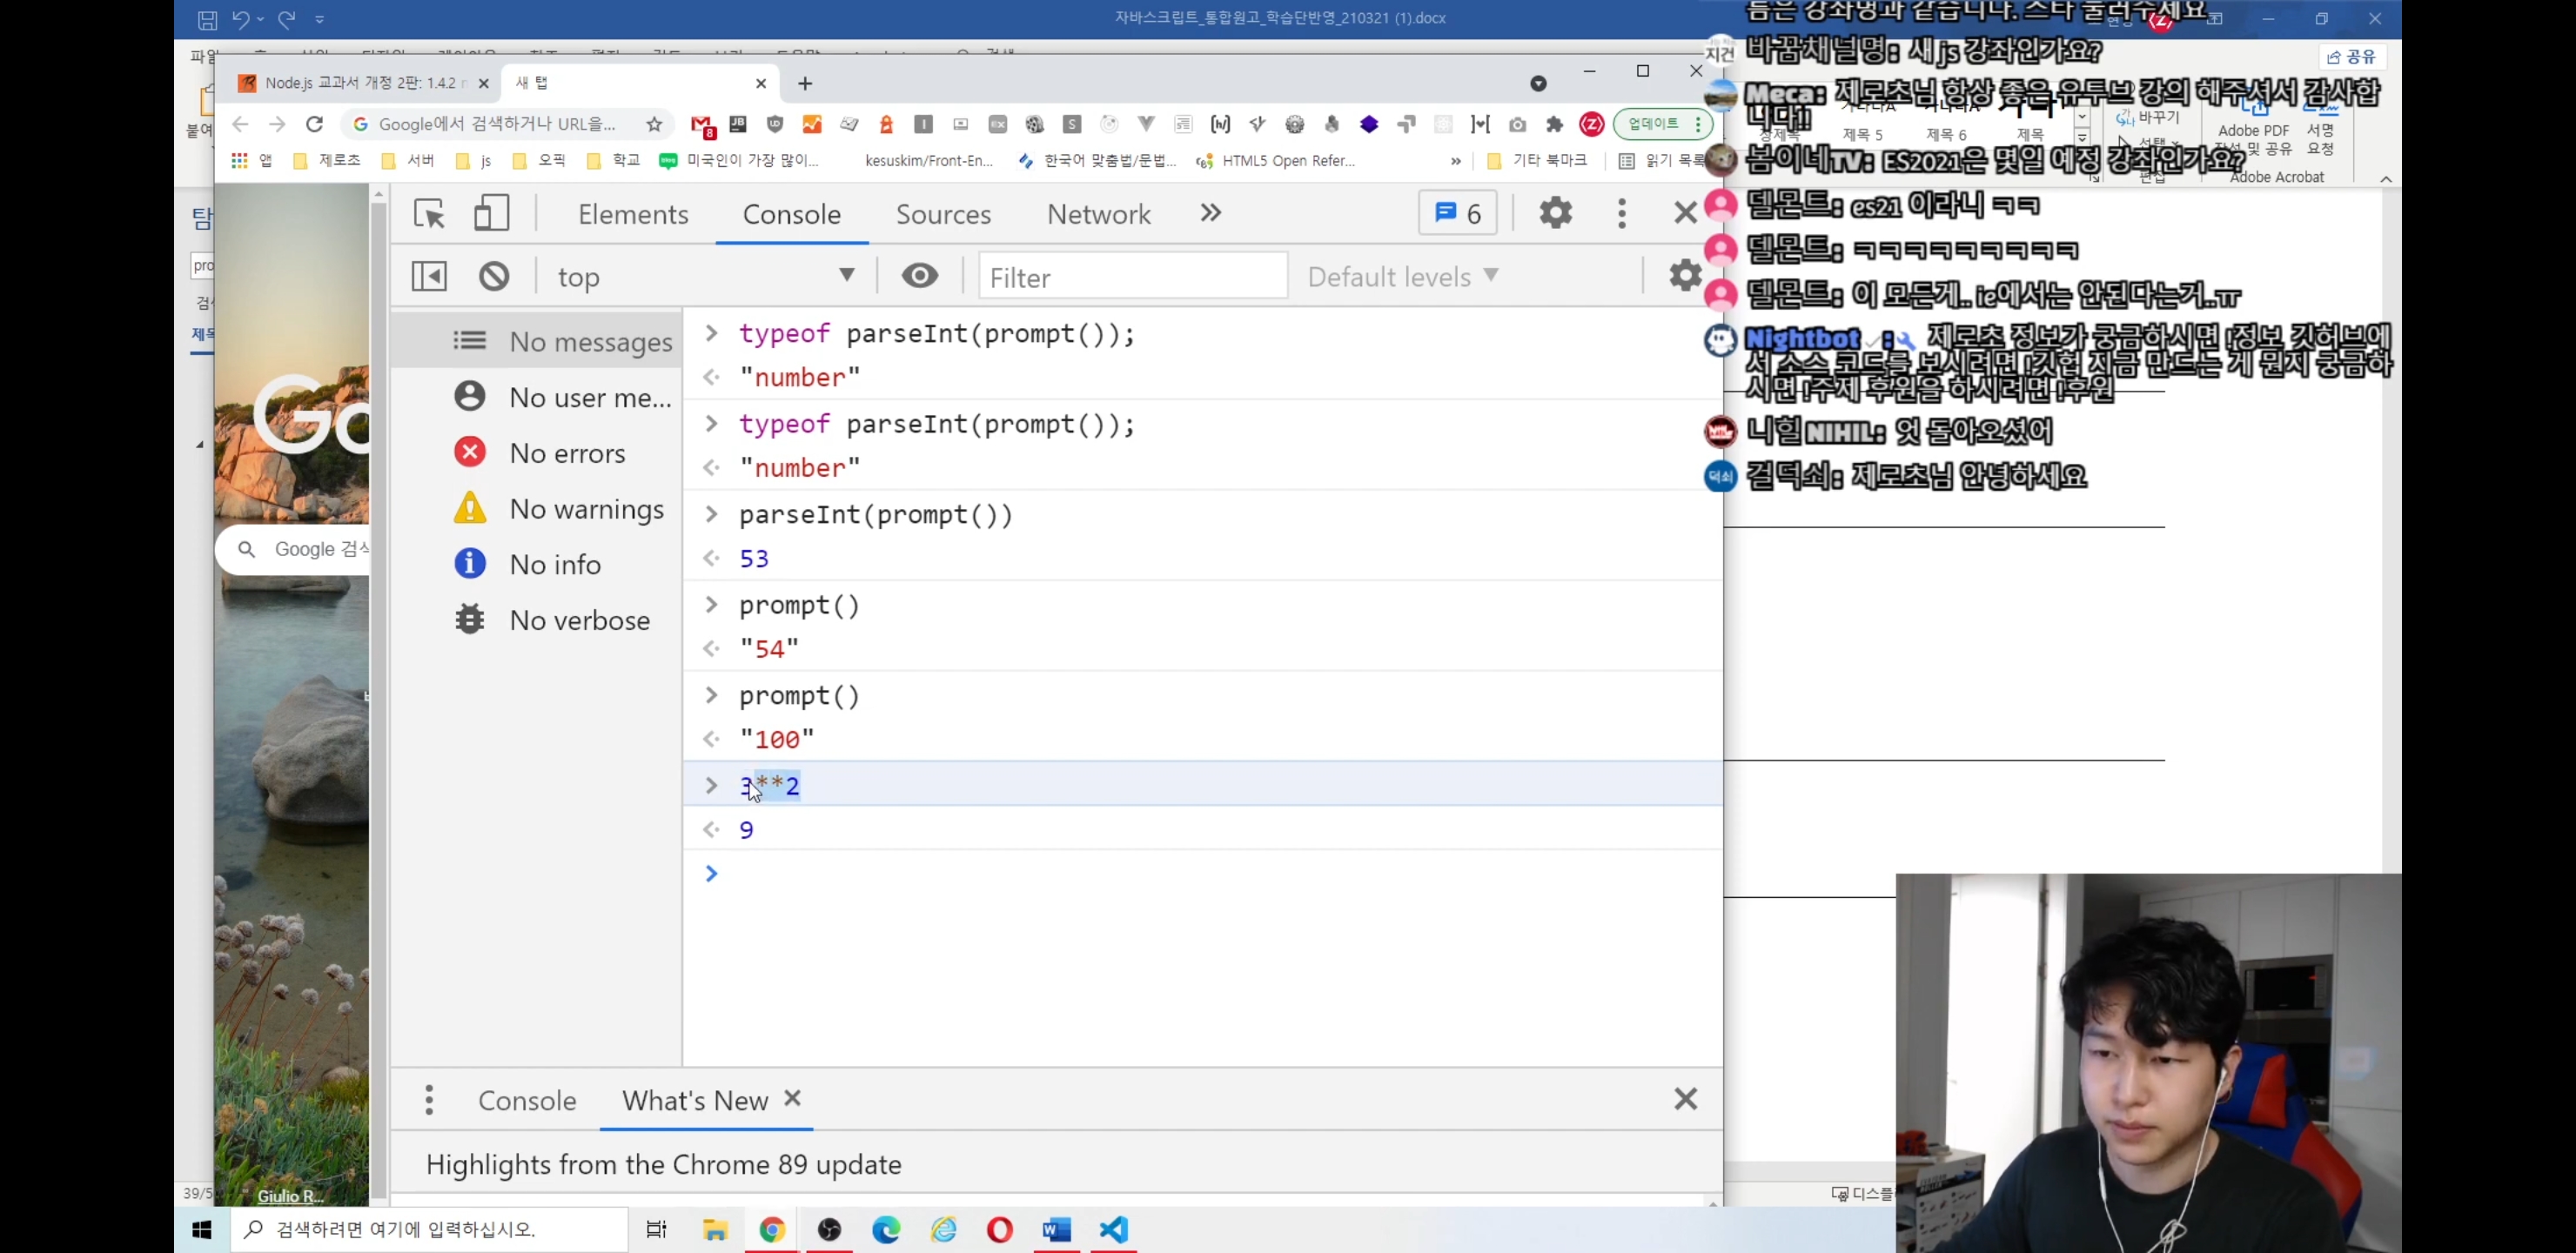 자바스크립트_통합원고_학습단반영_210321 (1).docx
공유
Node.js 교과서 개정 2판: 1.4.2
새 탭
Google에서 검색하거나 URL을...
8
업데이트
앱
제로초
서버
js
오픽
학교
미국인이 가장 많이...
kesuskim/Front-En...
한국어 맞춤법/문법...
HTML5 Open Refer...
기타 북마크
읽기 목록
제목 5
제목 6
제목
바꾸기
편집
Adobe PDF
서명
요청
Adobe Acrobat
Elements
Console
Sources
Network
6
top
Filter
Default levels
No messages
No user me...
No errors
No warnings
No info
No verbose
> typeof parseInt(prompt());
"number"
> typeof parseInt(prompt());
"number"
> parseInt(prompt())
53
> prompt()
"54"
> prompt()
"100"
> 3**2
9
>
Google 검색
Giulio R...
Console
What's New
Highlights from the Chrome 89 update
듬은 강좌명과 같습니다. 스타 눌러주세요
바꿈채널명: 새 js 강좌인가요?
Meca: 제로초님 항상 좋은 유투브 강의 해주셔서 감사합
니다!!
봄이네TV: ES2021은 몇일 예정 강좌인가요?
델몬트: es21 이라니 ㅋㅋ
델몬트: ㅋㅋㅋㅋㅋㅋㅋㅋㅋ
델몬트: 이 모든게.. ie에서는 안된다는거..ㅠ
Nightbot: 제로초 정보가 궁금하시면 !정보 깃허브에
서 소스 코드를 보시려면 !깃헙 지금 만드는 게 뭔지 궁금하
시면 !주제 후원을 하시려면 !후원
니힐 NIHIL: 엇 돌아오셨어
걸덕쇠: 제로초님 안녕하세요
검색하려면 여기에 입력하십시오.